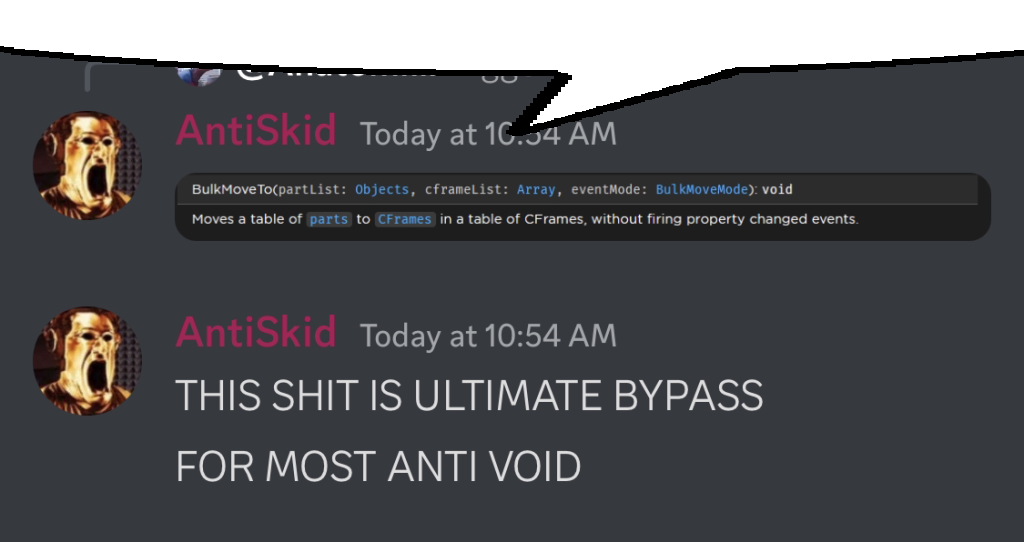 AntiSkid Today at 10:54 AM
BulkMoveTo(partList: Objects, cframeList: Array, eventMode: BulkMoveMode): void
Moves a table of parts to CFrames in a table of CFrames, without firing property changed events.
AntiSkid Today at 10:54 AM
THIS SHIT IS ULTIMATE BYPASS
FOR MOST ANTI VOID